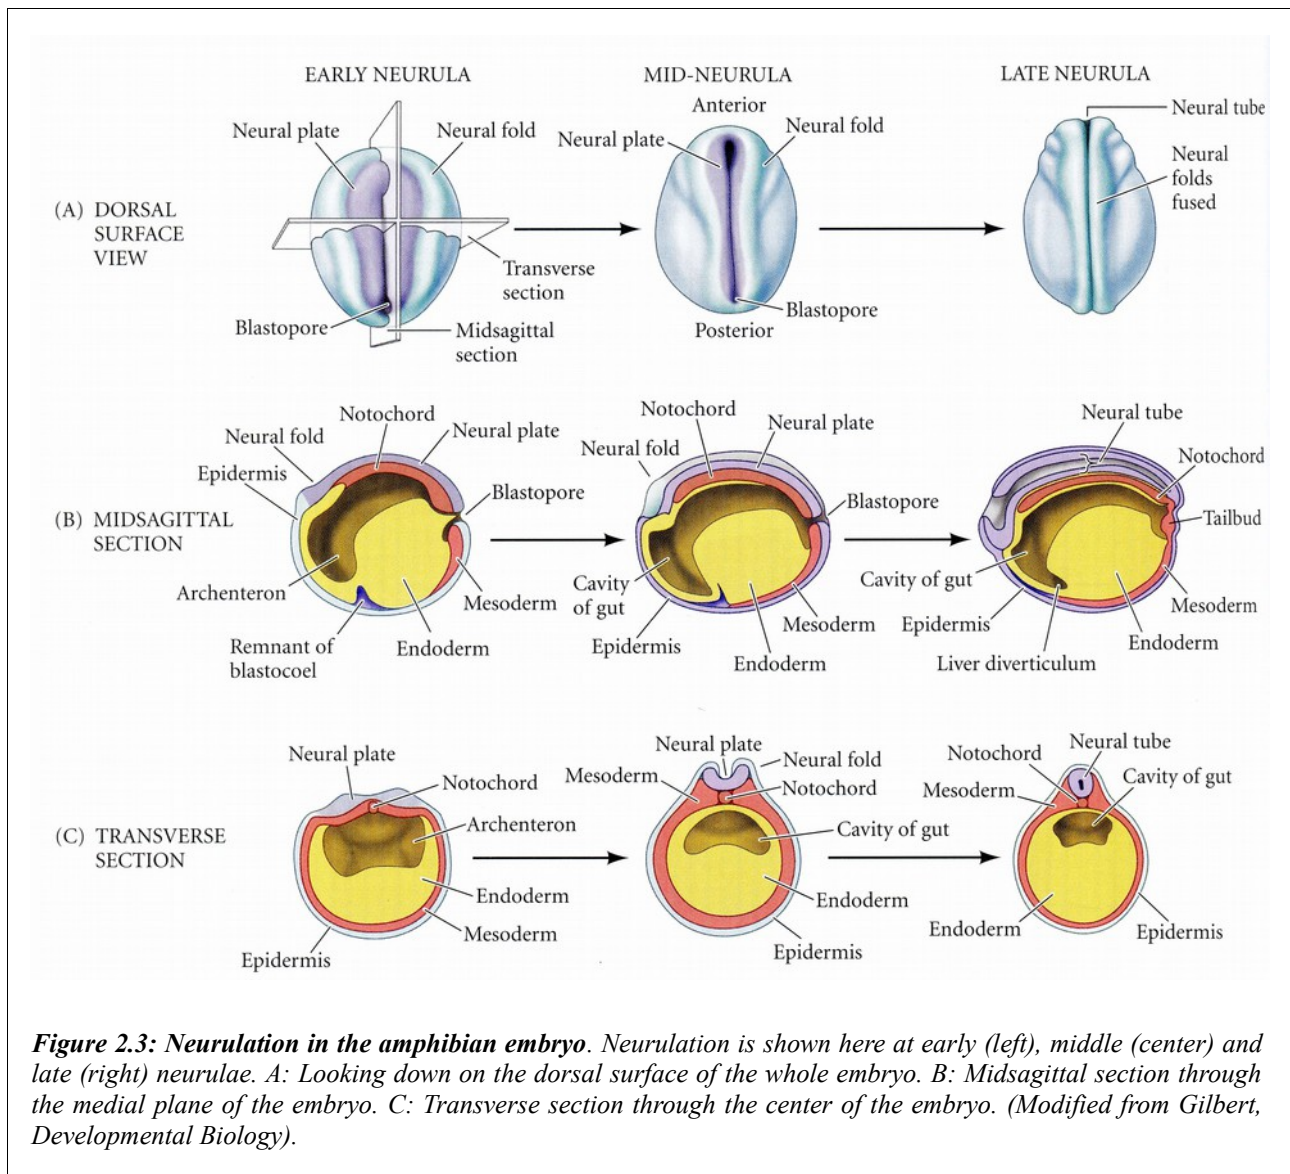 EARLY NEURULA
MID-NEURULA
LATE NEURULA
Anterior
Neural tube
Neural plate
Neural fold
Neural plate
Neural fold
Neural
folds
fused
(A) DORSAL
SURFACE
VIEW
Transverse
section
Blastopore
Midsagittal
section
Blastopore
Posterior
Notochord
Neural plate
Neural fold
Epidermis
Blastopore
(B) MIDSAGITTAL
SECTION
Archenteron
Mesoderm
Remnant of
blastocoel
Endoderm
Notochord
Neural plate
Neural fold
Blastopore
Cavity
of gut
Epidermis
Mesoderm
Endoderm
Neural tube
Notochord
Tailbud
Cavity of gut
Mesoderm
Epidermis
Endoderm
Liver diverticulum
Neural plate
Notochord
Archenteron
(C) TRANSVERSE
SECTION
Endoderm
Mesoderm
Epidermis
Neural plate
Neural fold
Mesoderm
Notochord
Cavity of gut
Endoderm
Epidermis
Notochord
Neural tube
Cavity of gut
Mesoderm
Endoderm
Epidermis
Figure 2.3: Neurulation in the amphibian embryo. Neurulation is shown here at early (left), middle (center) and
late (right) neurulae. A: Looking down on the dorsal surface of the whole embryo. B: Midsagittal section through
the medial plane of the embryo. C: Transverse section through the center of the embryo. (Modified from Gilbert,
Developmental Biology).